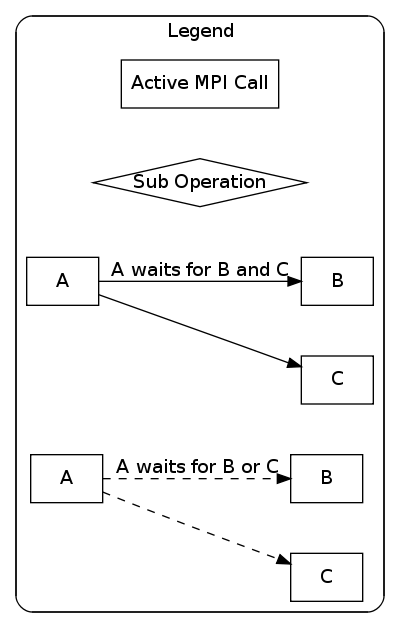 Legend
Active MPI Call
Sub Operation
A waits for B and C
A
B
C
A waits for B or C
A
B
C